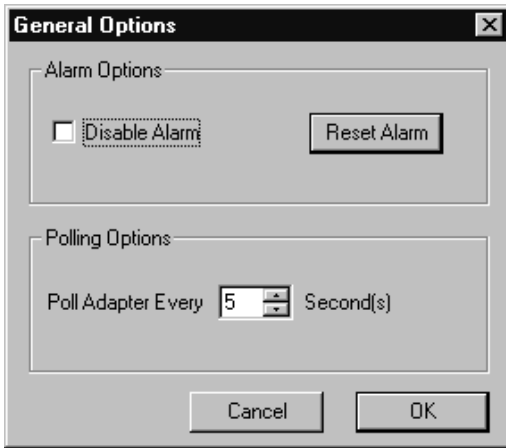 General Options
Alarm Options
Disable Alarm
Reset Alarm
Polling Options
Poll Adapter Every 5 Second(s)
Cancel
OK